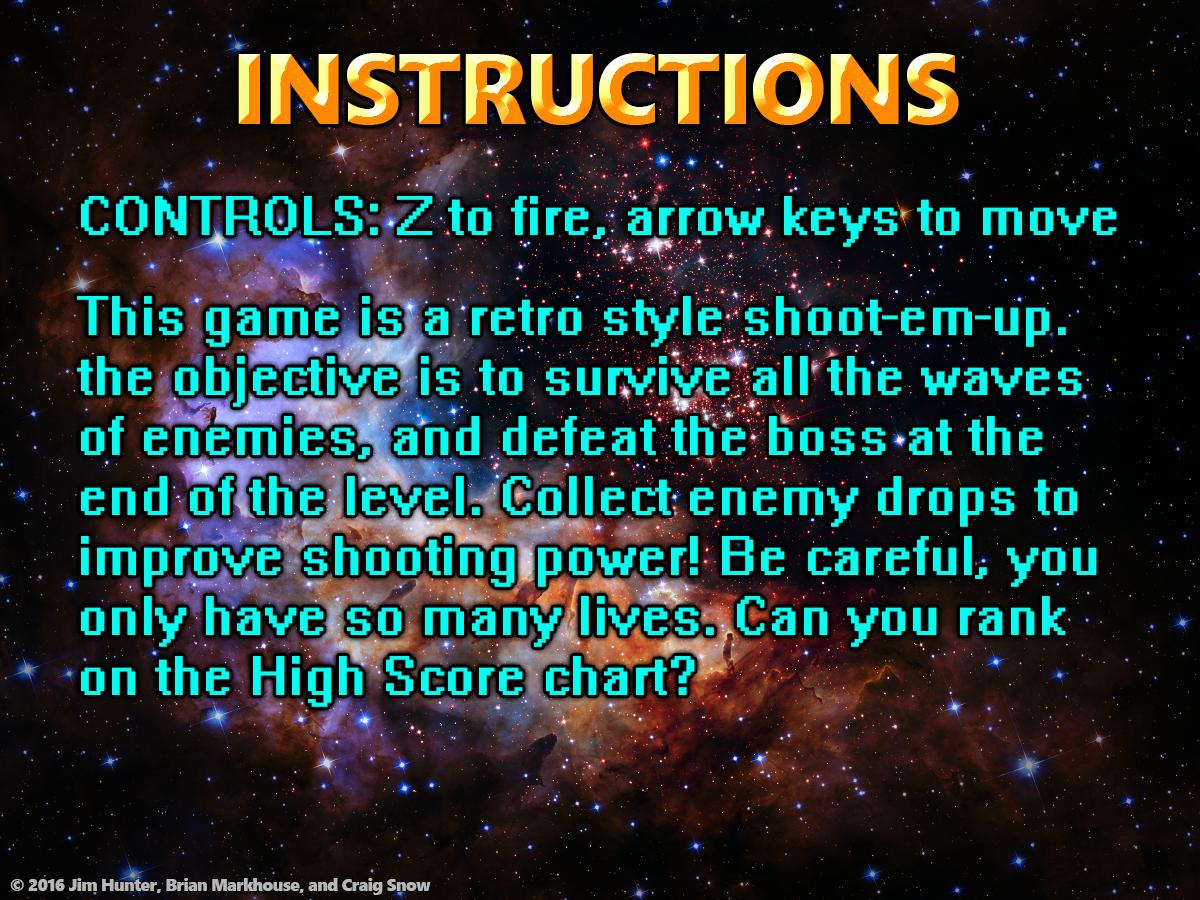 INSTRUCTIONS
CONTROLS: Z to fire, arrow keys to move
This game is a retro style shoot-em-up.
the objective is to survive all the waves
of enemies, and defeat the boss at the
end of the level. Collect enemy drops to
improve shooting power! Be careful, you
only have so many lives. Can you rank
on the High Score chart?
© 2016 Jim Hunter, Brian Markhouse, and Craig Snow